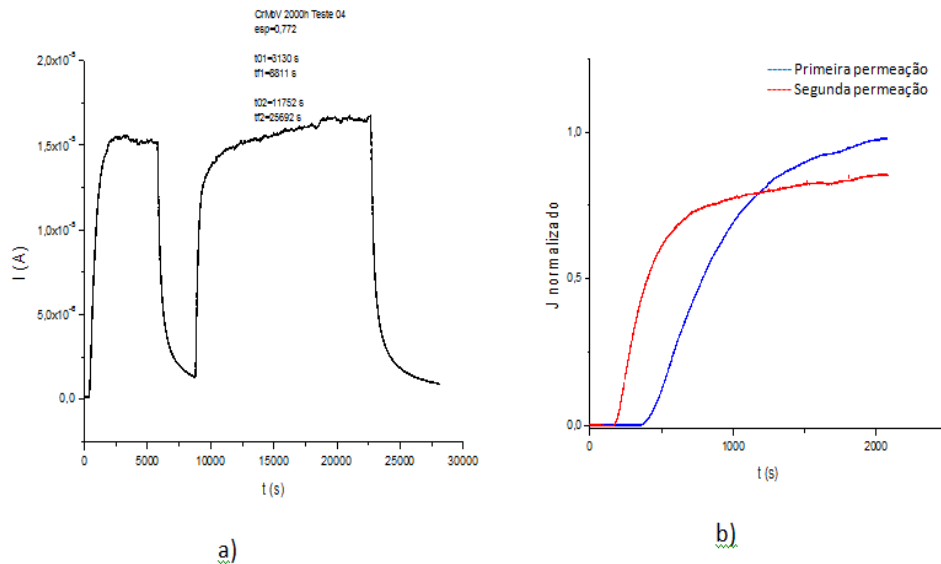 CrMoV 2000h Teste 04
esp=0,772
t01=3130 s
tf1=8811 s
t02=11752 s
tf2=25692 s
2,0x10⁻⁵
1,5x10⁻⁵
1,0x10⁻⁵
5,0x10⁻⁶
0,0
I (A)
0 5000 10000 15000 20000 25000 30000
t (s)
a)
Primeira permeação
Segunda permeação
1,0
0,5
0,0
J normalizado
0 1000 2000
t (s)
b)